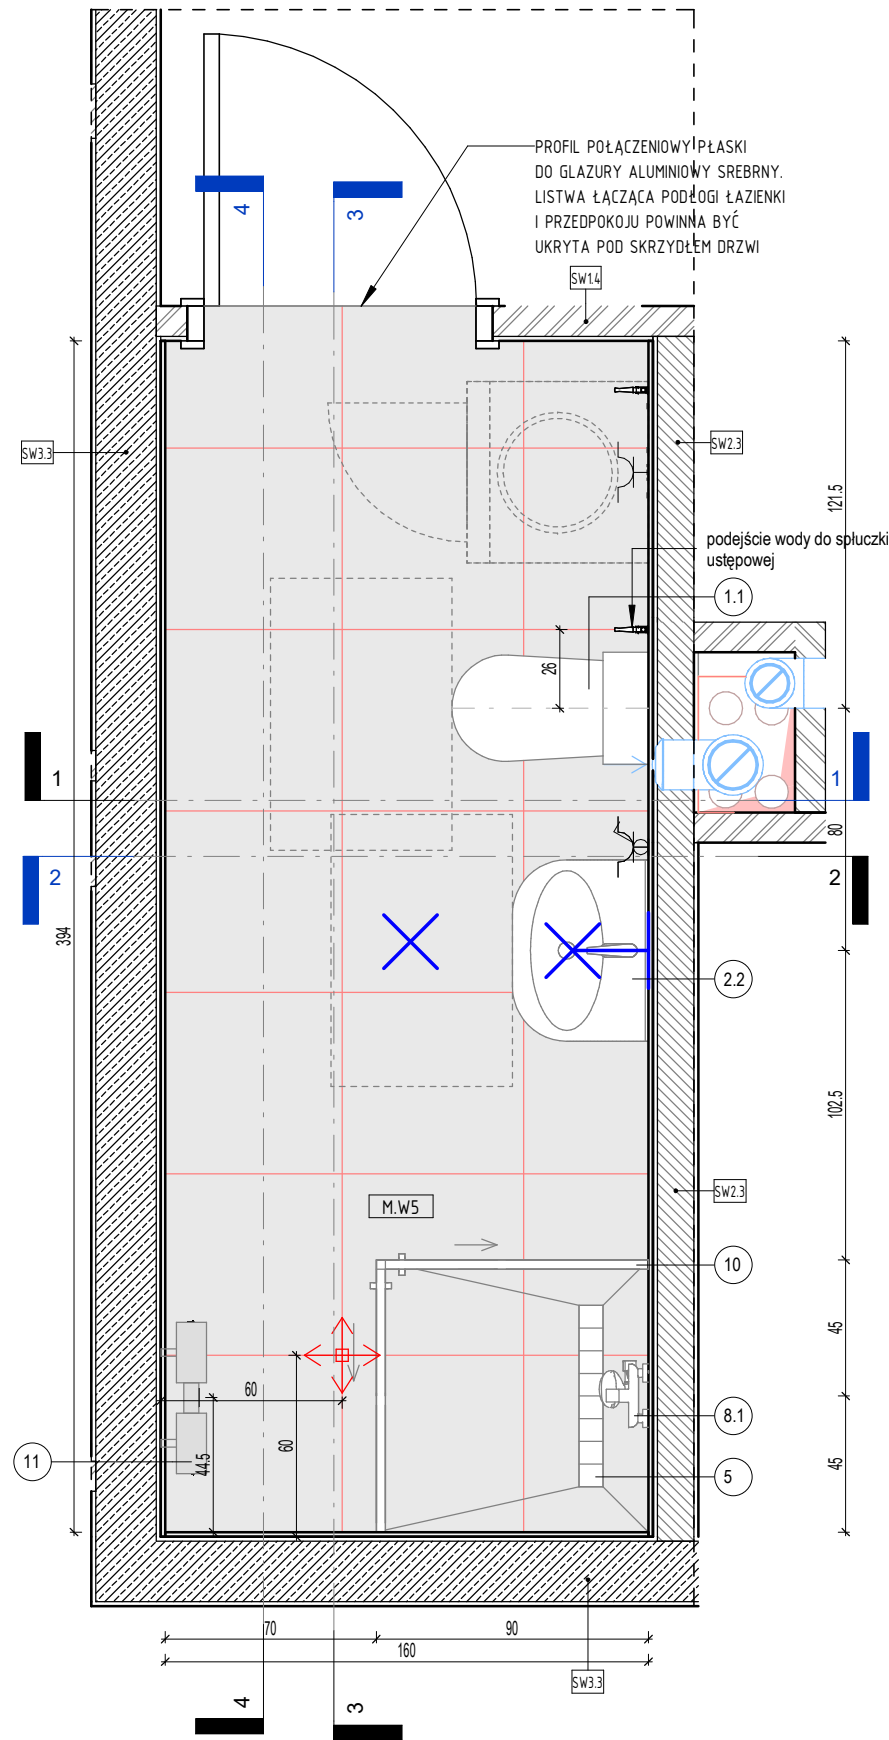 PROFIL POŁĄCZENIOWY PŁASKI
DO GLAZURY ALUMINIOWY SREBRNY.
LISTWA ŁĄCZĄCA PODŁOGI ŁAZIENKI
I PRZEDPOKOJU POWINNA BYĆ
UKRYTA POD SKRZYDŁEM DRZWI
4
3
SW1.4
SW3.3
SW2.3
121.5
podejście wody do spłuczki
ustępowej
1.1
26
1
1
80
2
2
394
2.2
102.5
SW2.3
M.W5
10
45
60
8.1
60
44.5
11
5
45
70
90
160
SW3.3
4
3